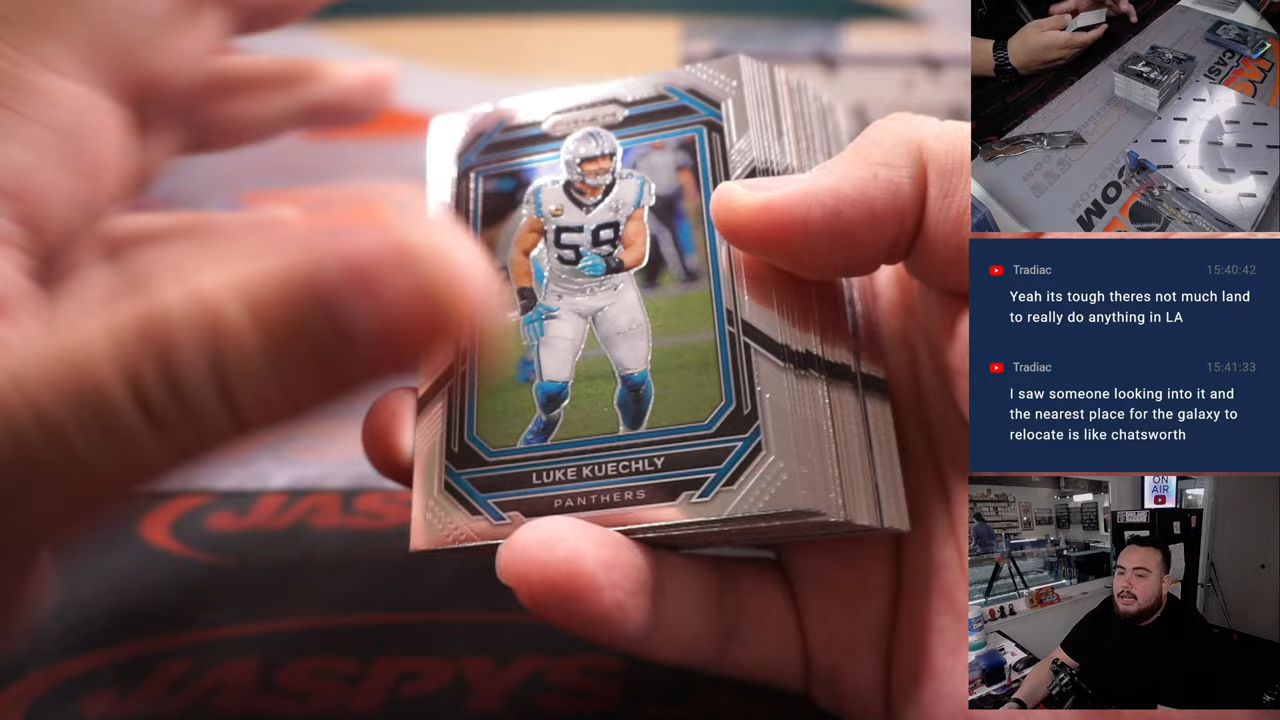 PRIZM
59
LUKE KUECHLY
PANTHERS
JASPYS
Tradiac
15:40:42
Yeah its tough theres not much land
to really do anything in LA
Tradiac
15:41:33
I saw someone looking into it and
the nearest place for the galaxy to
relocate is like chatsworth
ON
AIR